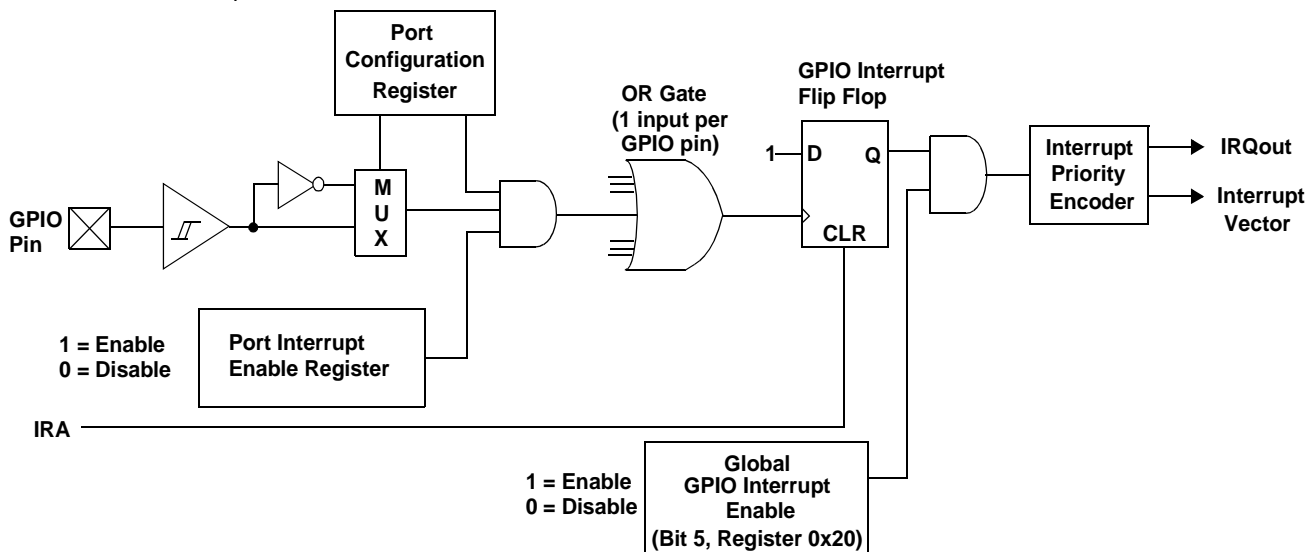 Port
Configuration
Register
GPIO Interrupt
Flip Flop
OR Gate
(1 input per
GPIO pin)
1
D
Q
CLR
Interrupt
Priority
Encoder
IRQout
Interrupt
Vector
M
U
X
GPIO
Pin
1 = Enable
0 = Disable
Port Interrupt
Enable Register
IRA
1 = Enable
0 = Disable
Global
GPIO Interrupt
Enable
(Bit 5, Register 0x20)